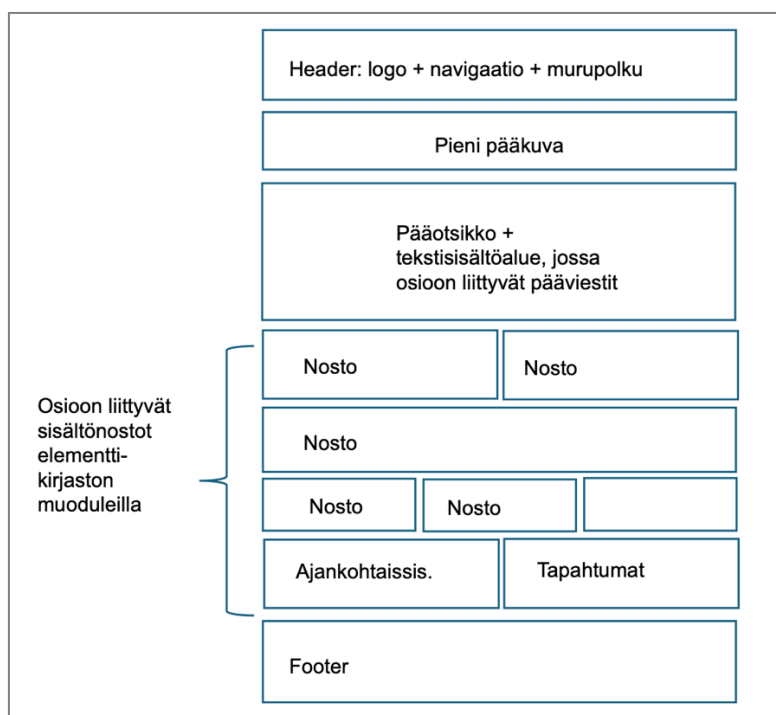 Header: logo + navigaatio + murupolku
Pieni pääkuva
Pääotsikko +
tekstisisältöalue, jossa
osioon liittyvät pääviestit
Osioon liittyvät
sisältönostot
elementti-
kirjaston
muoduleilla
Nosto
Nosto
Nosto
Nosto
Nosto
Ajankohtaissis.
Tapahtumat
Footer